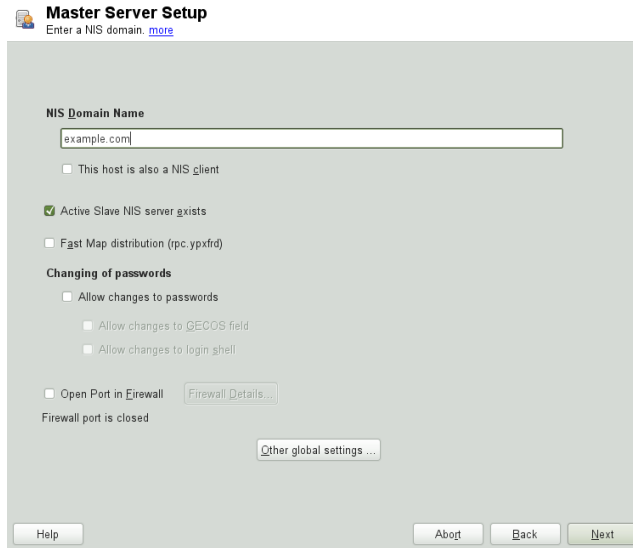 Master Server Setup
Enter a NIS domain. more
NIS Domain Name
example.com
This host is also a NIS client
Active Slave NIS server exists
Fast Map distribution (rpc.ypxfrd)
Changing of passwords
Allow changes to passwords
Allow changes to GECOS field
Allow changes to login shell
Open Port in Firewall Firewall Details...
Firewall port is closed
Other global settings ...
Help Abort Back Next